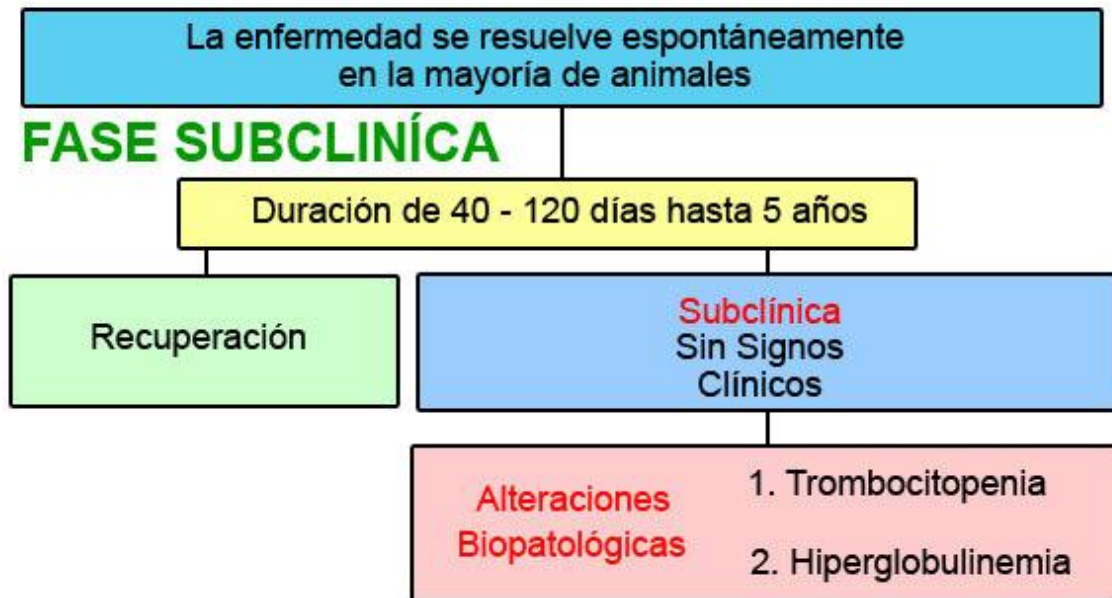 La enfermedad se resuelve espontáneamente
en la mayoría de animales
FASE SUBCLINÍCA
Duración de 40 - 120 días hasta 5 años
Recuperación
Subclínica
Sin Signos
Clínicos
Alteraciones
Biopatológicas
1. Trombocitopenia
2. Hiperglobulinemia